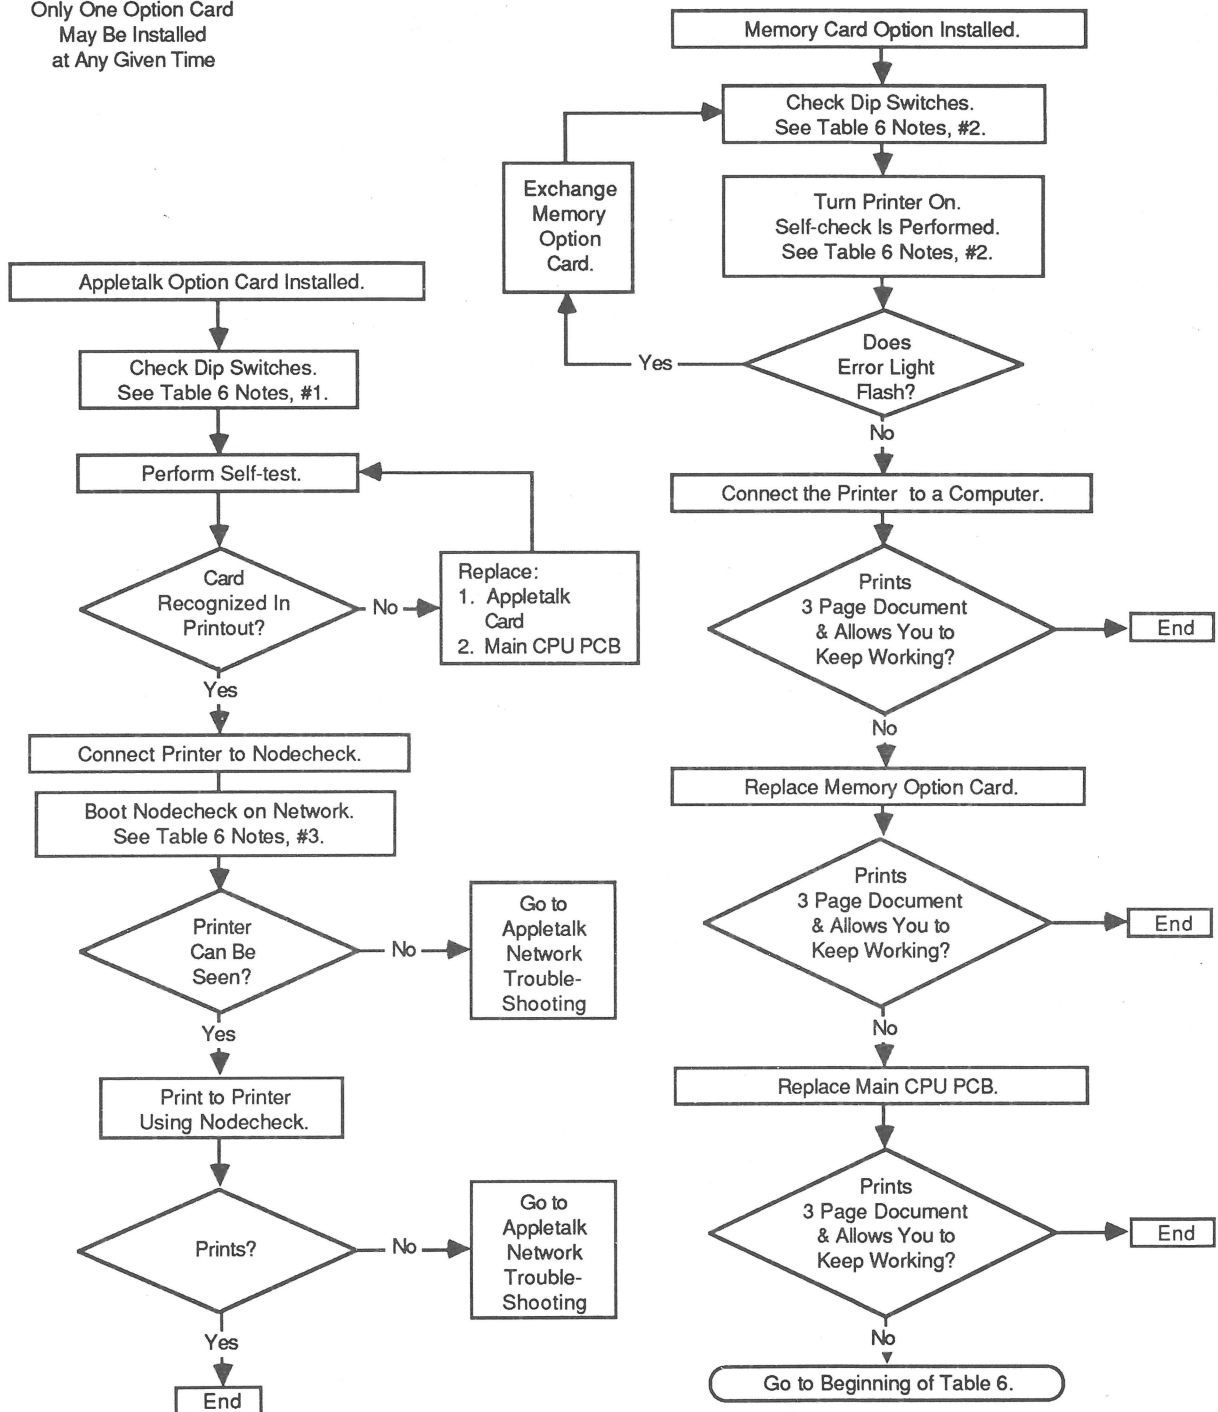 Only One Option Card
May Be Installed
at Any Given Time
Appletalk Option Card Installed.
Check Dip Switches.
See Table 6 Notes, #1.
Perform Self-test.
Card
Recognized In
Printout?
No
Replace:
1. Appletalk
Card
2. Main CPU PCB
Yes
Connect Printer to Nodecheck.
Boot Nodecheck on Network.
See Table 6 Notes, #3.
Printer
Can Be
Seen?
No
Go to
Appletalk
Network
Trouble-
Shooting
Yes
Print to Printer
Using Nodecheck.
Prints?
No
Go to
Appletalk
Network
Trouble-
Shooting
Yes
End
Memory Card Option Installed.
Check Dip Switches.
See Table 6 Notes, #2.
Exchange
Memory
Option
Card.
Turn Printer On.
Self-check Is Performed.
See Table 6 Notes, #2.
Does
Error Light
Flash?
Yes
No
Connect the Printer to a Computer.
Prints
3 Page Document
& Allows You to
Keep Working?
End
No
Replace Memory Option Card.
Prints
3 Page Document
& Allows You to
Keep Working?
End
No
Replace Main CPU PCB.
Prints
3 Page Document
& Allows You to
Keep Working?
End
No
Go to Beginning of Table 6.